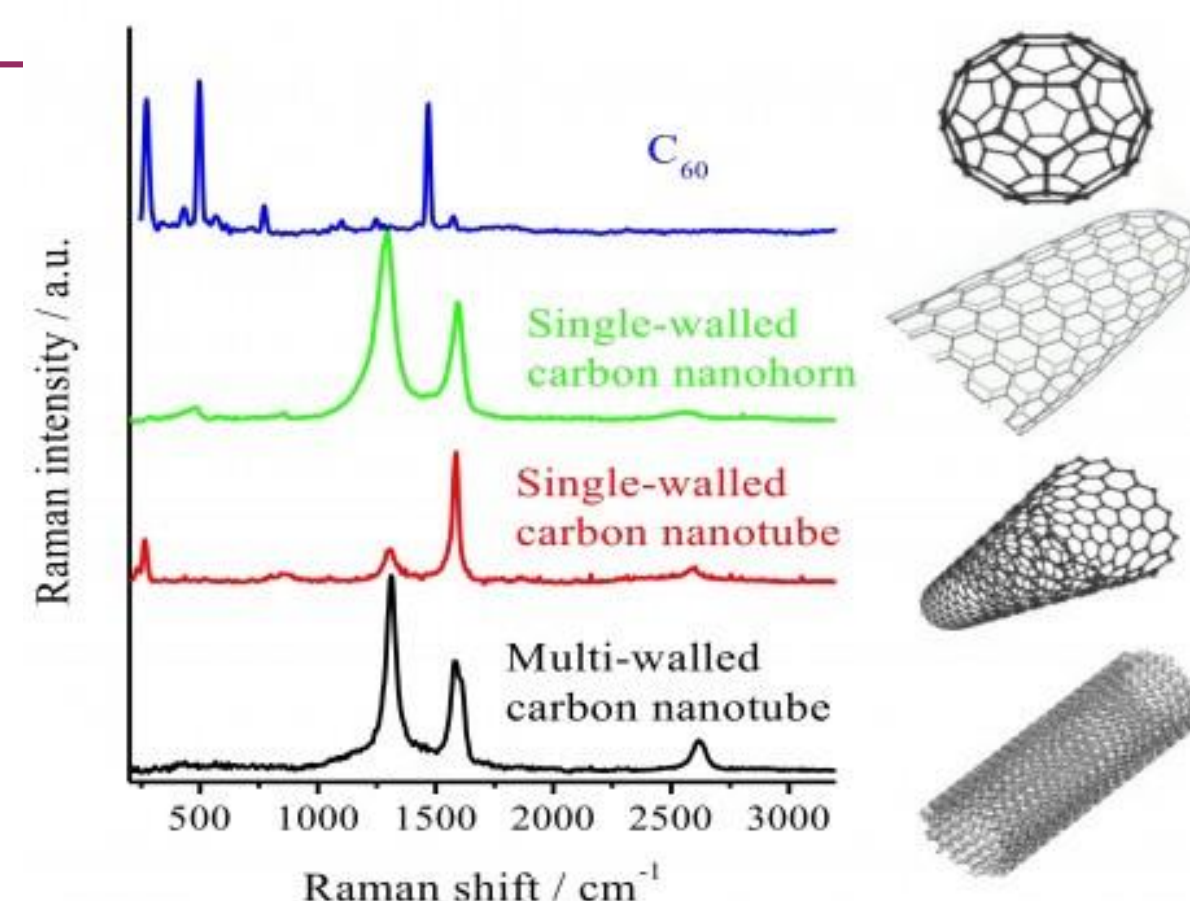 C60
Single-walled
carbon nanohorn
Single-walled
carbon nanotube
Multi-walled
carbon nanotube
Raman intensity / a.u.
500 1000 1500 2000 2500 3000
Raman shift / cm-1